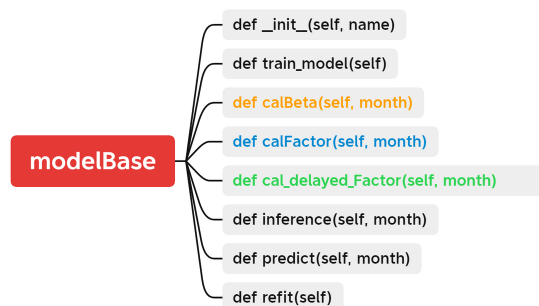 def _init_(self, name)
def train_model(self)
def calBeta(self, month)
def calFactor(self, month)
modelBase
def cal_delayed_Factor(self, month)
def inference(self, month)
def predict(self, month)
def refit(self)